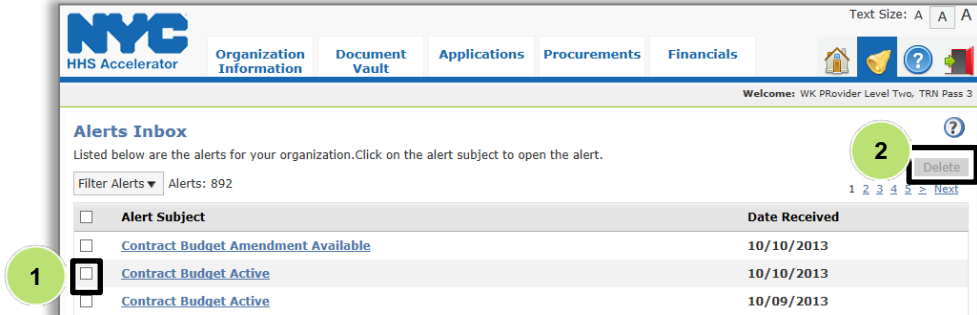 Text Size: A A A
NYC
HHS Accelerator
Organization Information
Document Vault
Applications
Procurements
Financials
?
Welcome: WK PRovider Level Two, TRN Pass 3
Alerts Inbox
?
Listed below are the alerts for your organization.Click on the alert subject to open the alert.
2
Delete
Filter Alerts ▼ Alerts: 892
1 2 3 4 5 > Next
Alert Subject Date Received
Contract Budget Amendment Available 10/10/2013
1
Contract Budget Active 10/10/2013
Contract Budget Active 10/09/2013